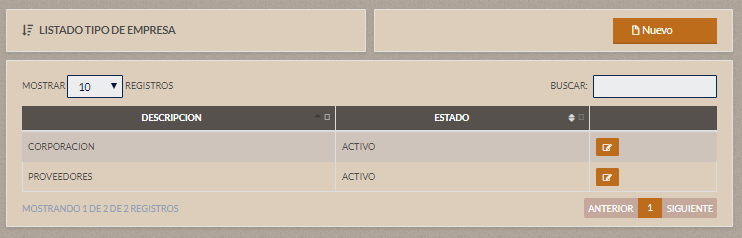 LISTADO TIPO DE EMPRESA
Nuevo
MOSTRAR 10 REGISTROS BUSCAR:
DESCRIPCION ESTADO
CORPORACION ACTIVO
PROVEEDORES ACTIVO
MOSTRANDO 1 DE 2 DE 2 REGISTROS ANTERIOR 1 SIGUIENTE